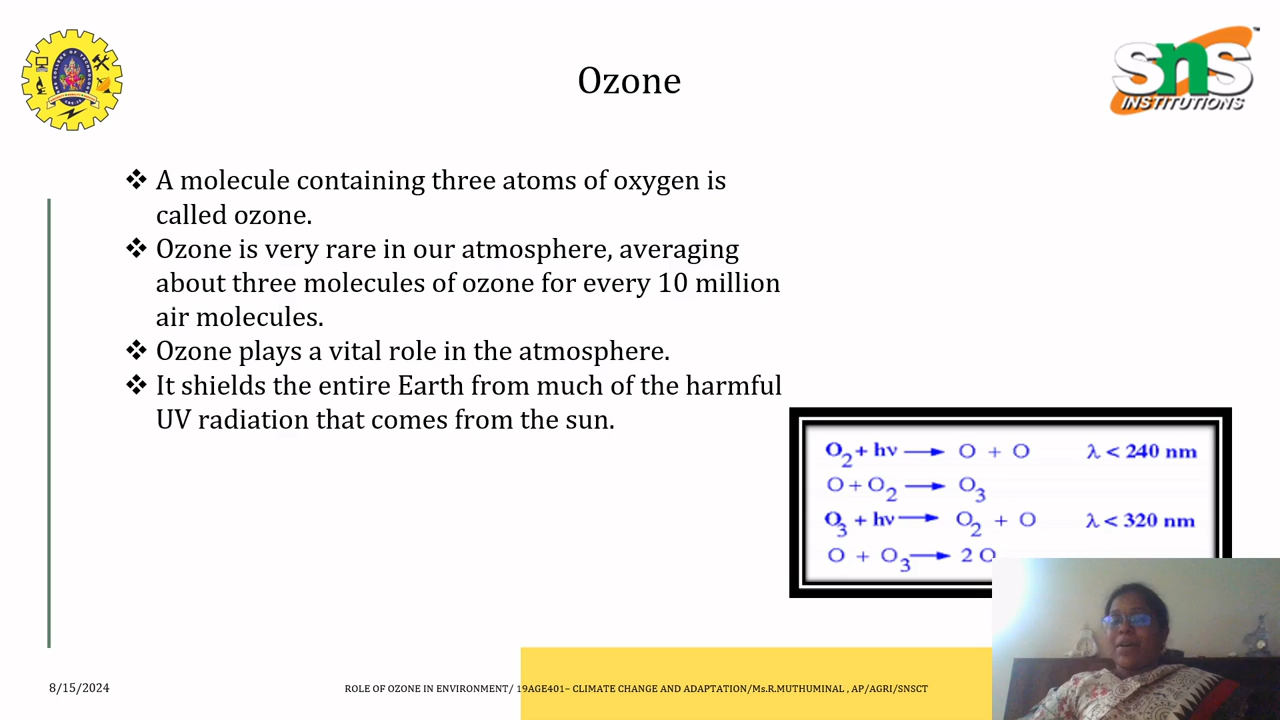 Ozone
SNS
INSTITUTIONS
™
❖ A molecule containing three atoms of oxygen is
called ozone.
❖ Ozone is very rare in our atmosphere, averaging
about three molecules of ozone for every 10 million
air molecules.
❖ Ozone plays a vital role in the atmosphere.
❖ It shields the entire Earth from much of the harmful
UV radiation that comes from the sun.
O₂ + hν → O + O λ < 240 nm
O + O₂ → O₃
O₃ + hν → O₂ + O λ < 320 nm
O + O₃ → 2 O
8/15/2024
ROLE OF OZONE IN ENVIRONMENT/ 19AGE401– CLIMATE CHANGE AND ADAPTATION/Ms.R.MUTHUMINAL , AP/AGRI/SNSCT